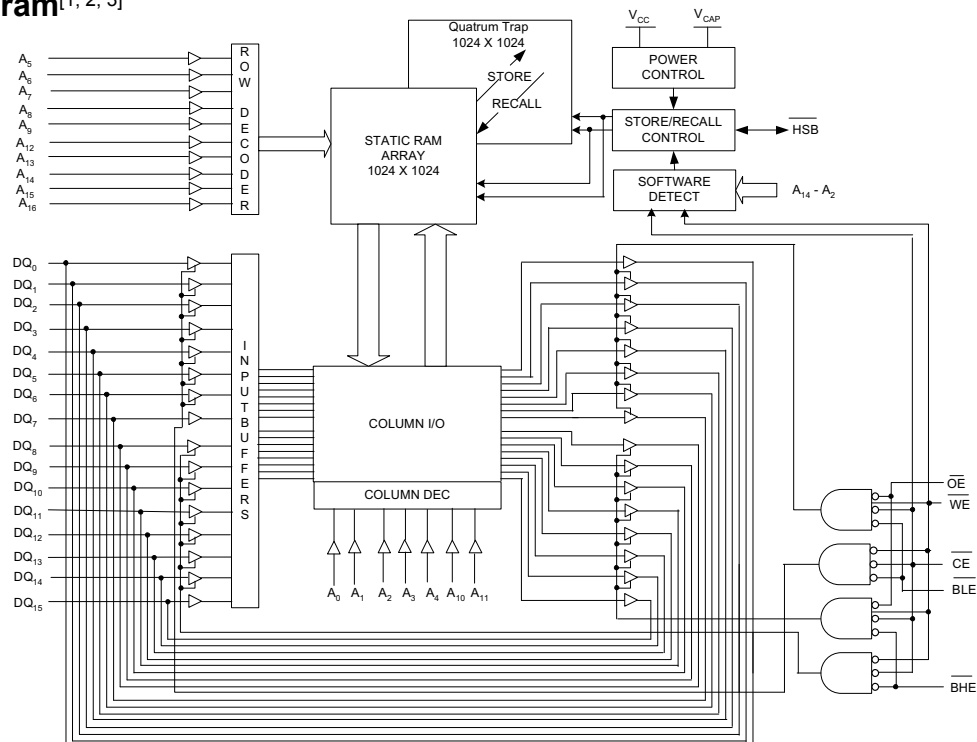 ram[1, 2, 3]
Quatrum Trap
1024 X 1024
STORE
RECALL
VCC
VCAP
POWER
CONTROL
STORE/RECALL
CONTROL
HSB
SOFTWARE
DETECT
A14 - A2
A5
A6
A7
A8
A9
A12
A13
A14
A15
A16
ROW DECODER
STATIC RAM
ARRAY
1024 X 1024
DQ0
DQ1
DQ2
DQ3
DQ4
DQ5
DQ6
DQ7
DQ8
DQ9
DQ10
DQ11
DQ12
DQ13
DQ14
DQ15
INPUTBUFFERS
COLUMN I/O
COLUMN DEC
A0 A1 A2 A3 A4 A10 A11
OE
WE
CE
BLE
BHE